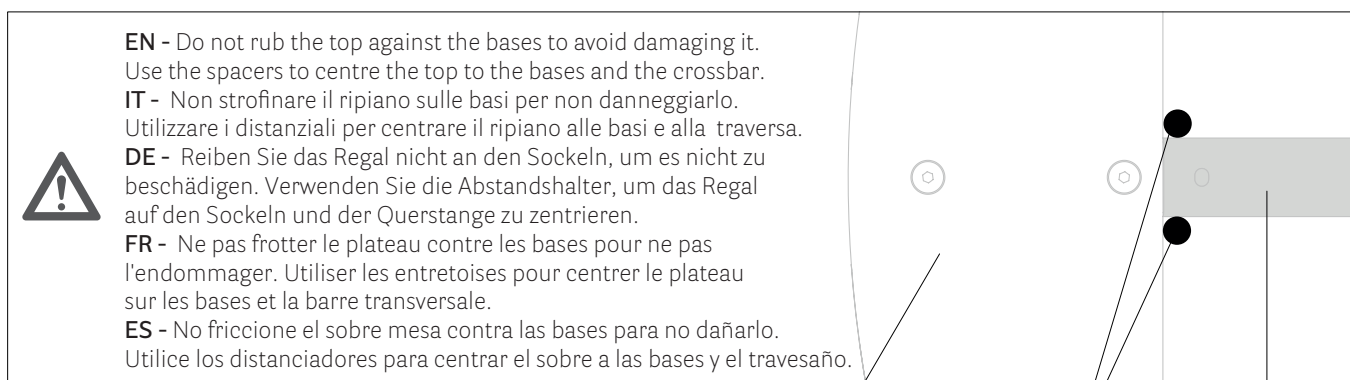 EN - Do not rub the top against the bases to avoid damaging it.
Use the spacers to centre the top to the bases and the crossbar.
IT - Non strofinare il ripiano sulle basi per non danneggiarlo.
Utilizzare i distanziali per centrare il ripiano alle basi e alla traversa.
DE - Reiben Sie das Regal nicht an den Sockeln, um es nicht zu
beschädigen. Verwenden Sie die Abstandshalter, um das Regal
auf den Sockeln und der Querstange zu zentrieren.
FR - Ne pas frotter le plateau contre les bases pour ne pas
l'endommager. Utiliser les entretoises pour centrer le plateau
sur les bases et la barre transversale.
ES - No friccione el sobre mesa contra las bases para no dañarlo.
Utilice los distanciadores para centrar el sobre a las bases y el travesaño.